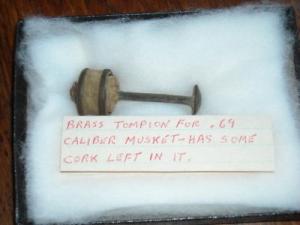 BRASS TOMPION FOR .69
CALIBER MUSKET-HAS SOME
CORK LEFT IN IT.